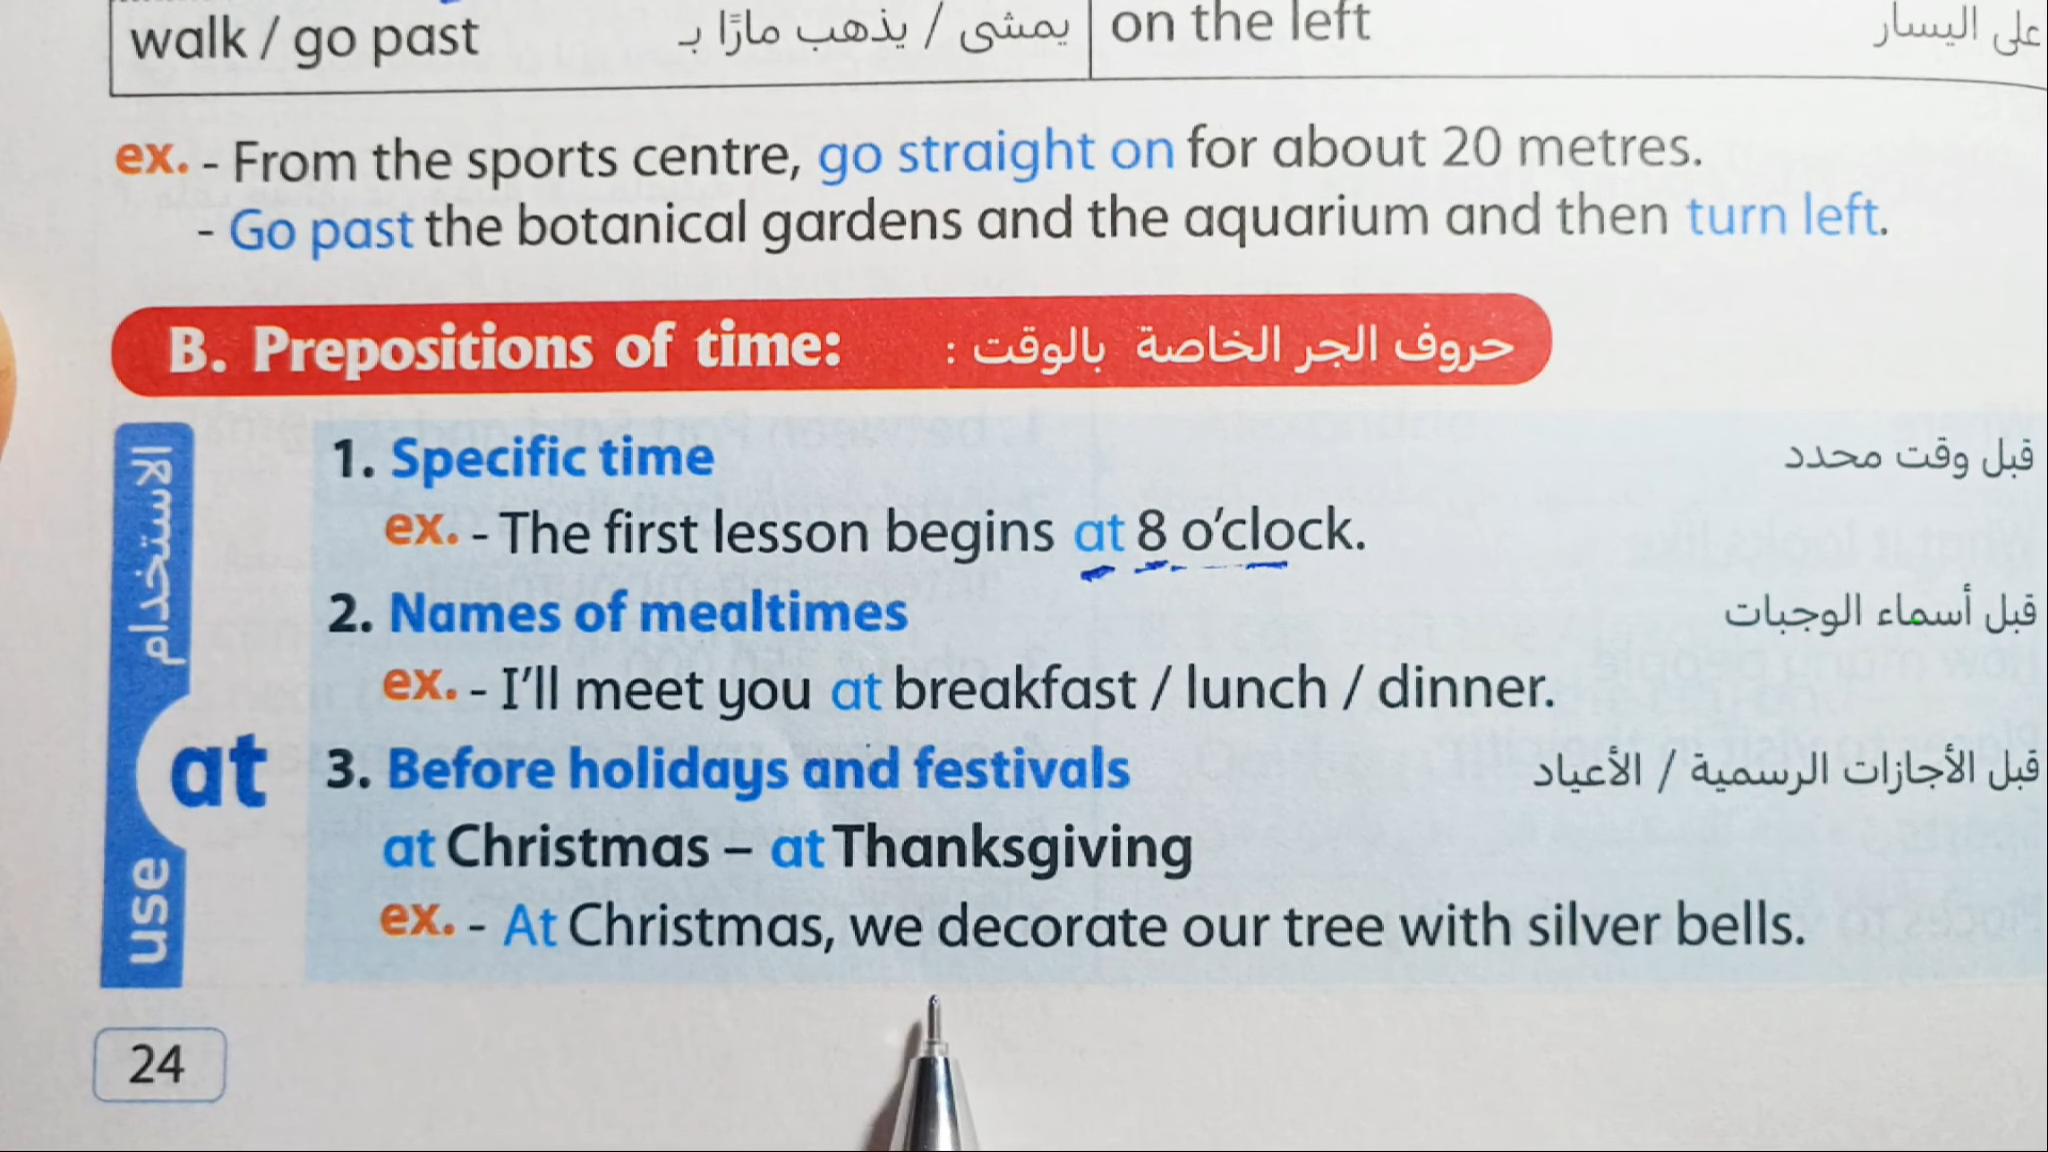 walk / go past يمشى / يذهب مارًا بـ on the left على اليسار
ex. - From the sports centre, go straight on for about 20 metres.
- Go past the botanical gardens and the aquarium and then turn left.
B. Prepositions of time: حروف الجر الخاصة بالوقت :
الاستخدام
use
at
1. Specific time قبل وقت محدد
ex. - The first lesson begins at 8 o’clock.
2. Names of mealtimes قبل أسماء الوجبات
ex. - I’ll meet you at breakfast / lunch / dinner.
3. Before holidays and festivals قبل الأجازات الرسمية / الأعياد
at Christmas – at Thanksgiving
ex. - At Christmas, we decorate our tree with silver bells.
24